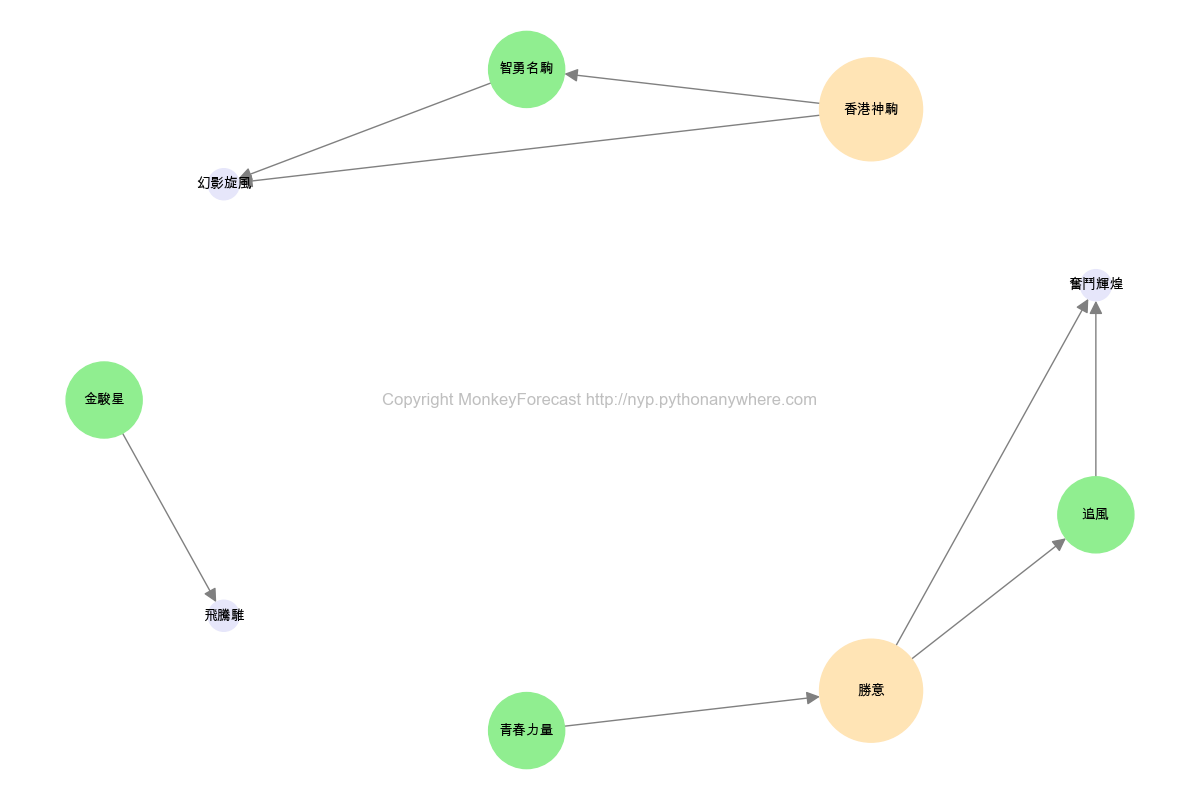 智勇名駒
香港神駒
幻影旋風
奮鬥輝煌
金駿星
Copyright MonkeyForecast http://nyp.pythonanywhere.com
追風
飛騰騅
勝意
青春力量